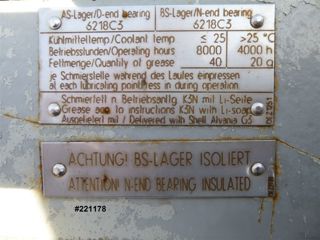 AS-Lager/D-end bearing BS-Lager/N-end bearing
6218C3 6218C3
Kühlmitteltemp/Coolant temp ≤ 25 >25 °C
Betriebsstunden/Operating hours 8000 4000 h
Fettmenge/Quantity of grease 40 20 g
je Schmierstelle während des Laufes einpressen
at each lubricating pointness in during operation
Schmierfett n. Betriebsanltg K3N mit Li-Seife
Grease acc to instructions K3N with Li-soap
Ausgeliefert mit / Delivered with Shell Alvania G3
ACHTUNG! BS-LAGER ISOLIERT
ATTENTION! N-END BEARING INSULATED
#221178